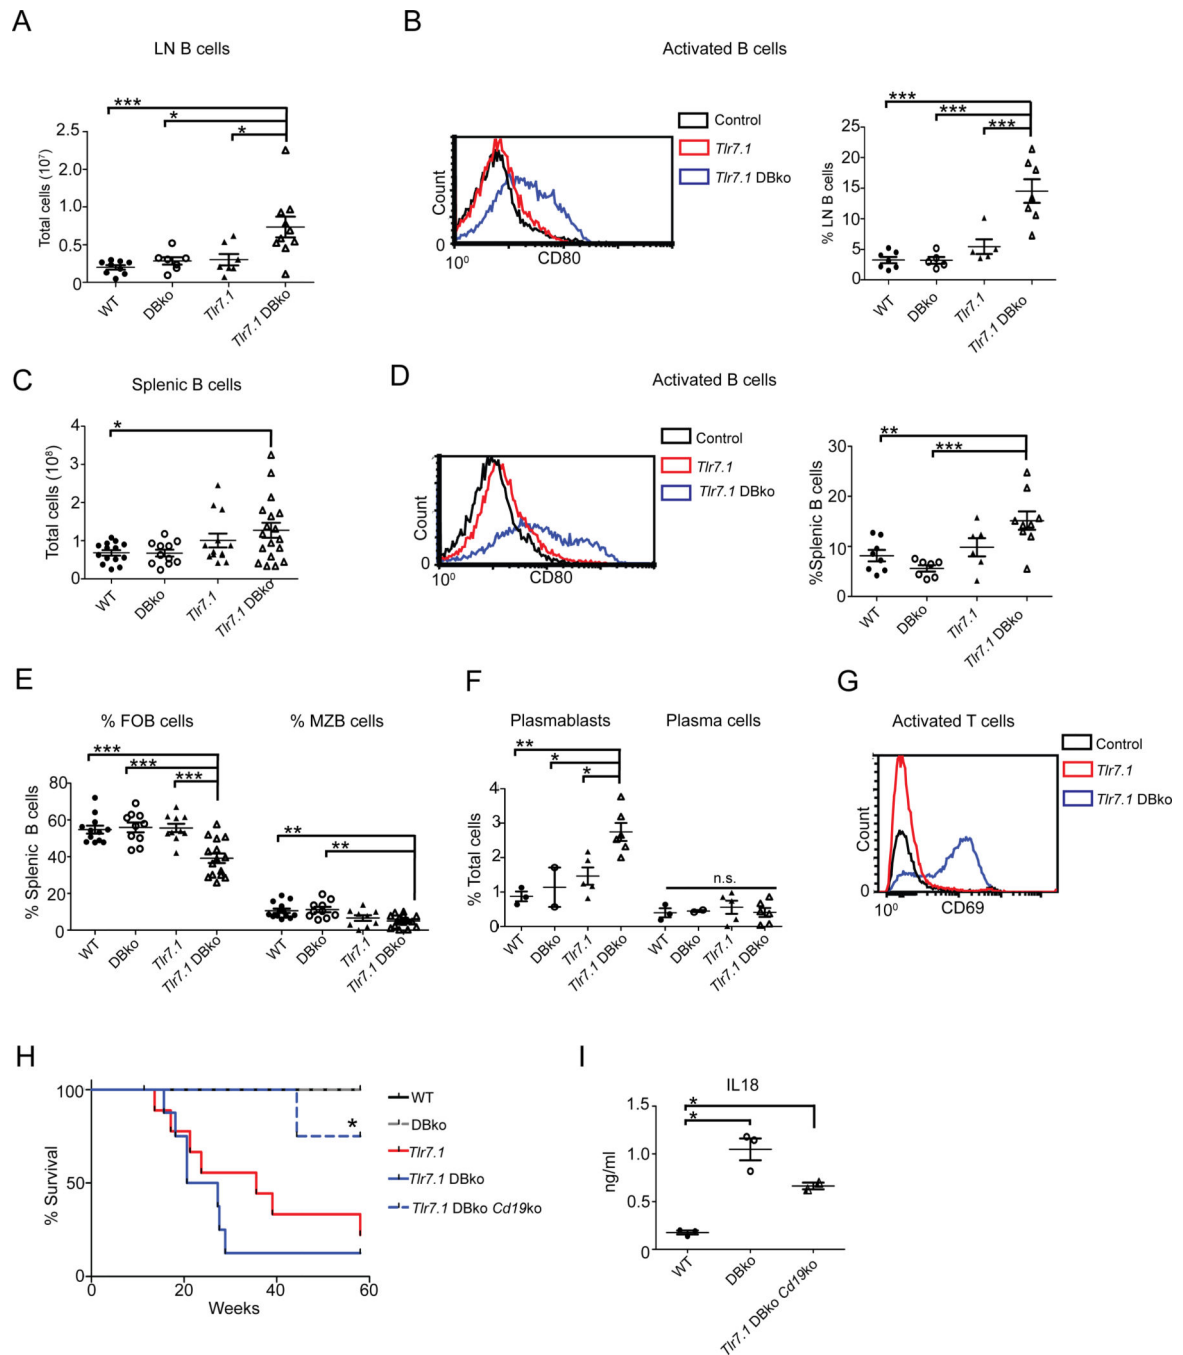 A
LN B cells
***
*
*
Total cells (10⁷)
2.5
2.0
1.0
0.5
0
WT
DBko
Tlr7.1
Tlr7.1 DBko
B
Activated B cells
Count
10⁰
CD80
Control
Tlr7.1
Tlr7.1 DBko
***
***
***
% LN B cells
25
20
15
10
5
0
WT
DBko
Tlr7.1
Tlr7.1 DBko
C
Splenic B cells
*
Total cells (10⁸)
4
3
2
1
0
WT
DBko
Tlr7.1
Tlr7.1 DBko
D
Activated B cells
Count
0
10⁰
CD80
Control
Tlr7.1
Tlr7.1 DBko
**
***
%Splenic B cells
30
20
10
0
WT
DBko
Tlr7.1
Tlr7.1 DBko
E
% FOB cells
% MZB cells
***
***
***
**
**
% Splenic B cells
80
60
40
20
0
WT
DBko
Tlr7.1
Tlr7.1 DBko
WT
DBko
Tlr7.1
Tlr7.1 DBko
F
Plasmablasts
Plasma cells
**
*
*
n.s.
% Total cells
4
3
2
1
0
WT
DBko
Tlr7.1
Tlr7.1 DBko
WT
DBko
Tlr7.1
Tlr7.1 DBko
G
Activated T cells
Count
0
10⁰
CD69
Control
Tlr7.1
Tlr7.1 DBko
H
% Survival
100
50
0
0
20
40
60
Weeks
*
WT
DBko
Tlr7.1
Tlr7.1 DBko
Tlr7.1 DBko Cd19ko
I
IL18
*
*
ng/ml
1.5
1.0
0.5
0
WT
DBko
Tlr7.1 DBko Cd19ko